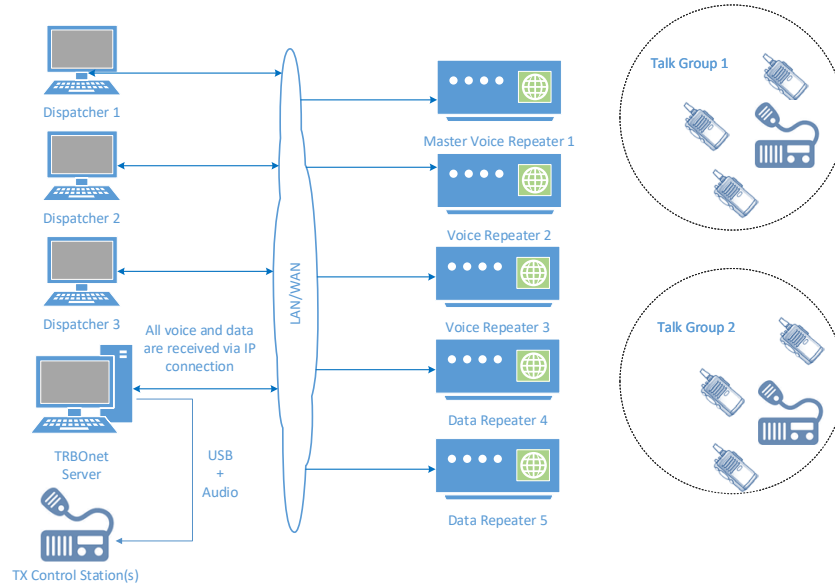 Dispatcher 1
Dispatcher 2
Dispatcher 3
All voice and data
are received via IP
connection
TRBOnet
Server
USB
+
Audio
TX Control Station(s)
LAN/WAN
Master Voice Repeater 1
Voice Repeater 2
Voice Repeater 3
Data Repeater 4
Data Repeater 5
Talk Group 1
Talk Group 2